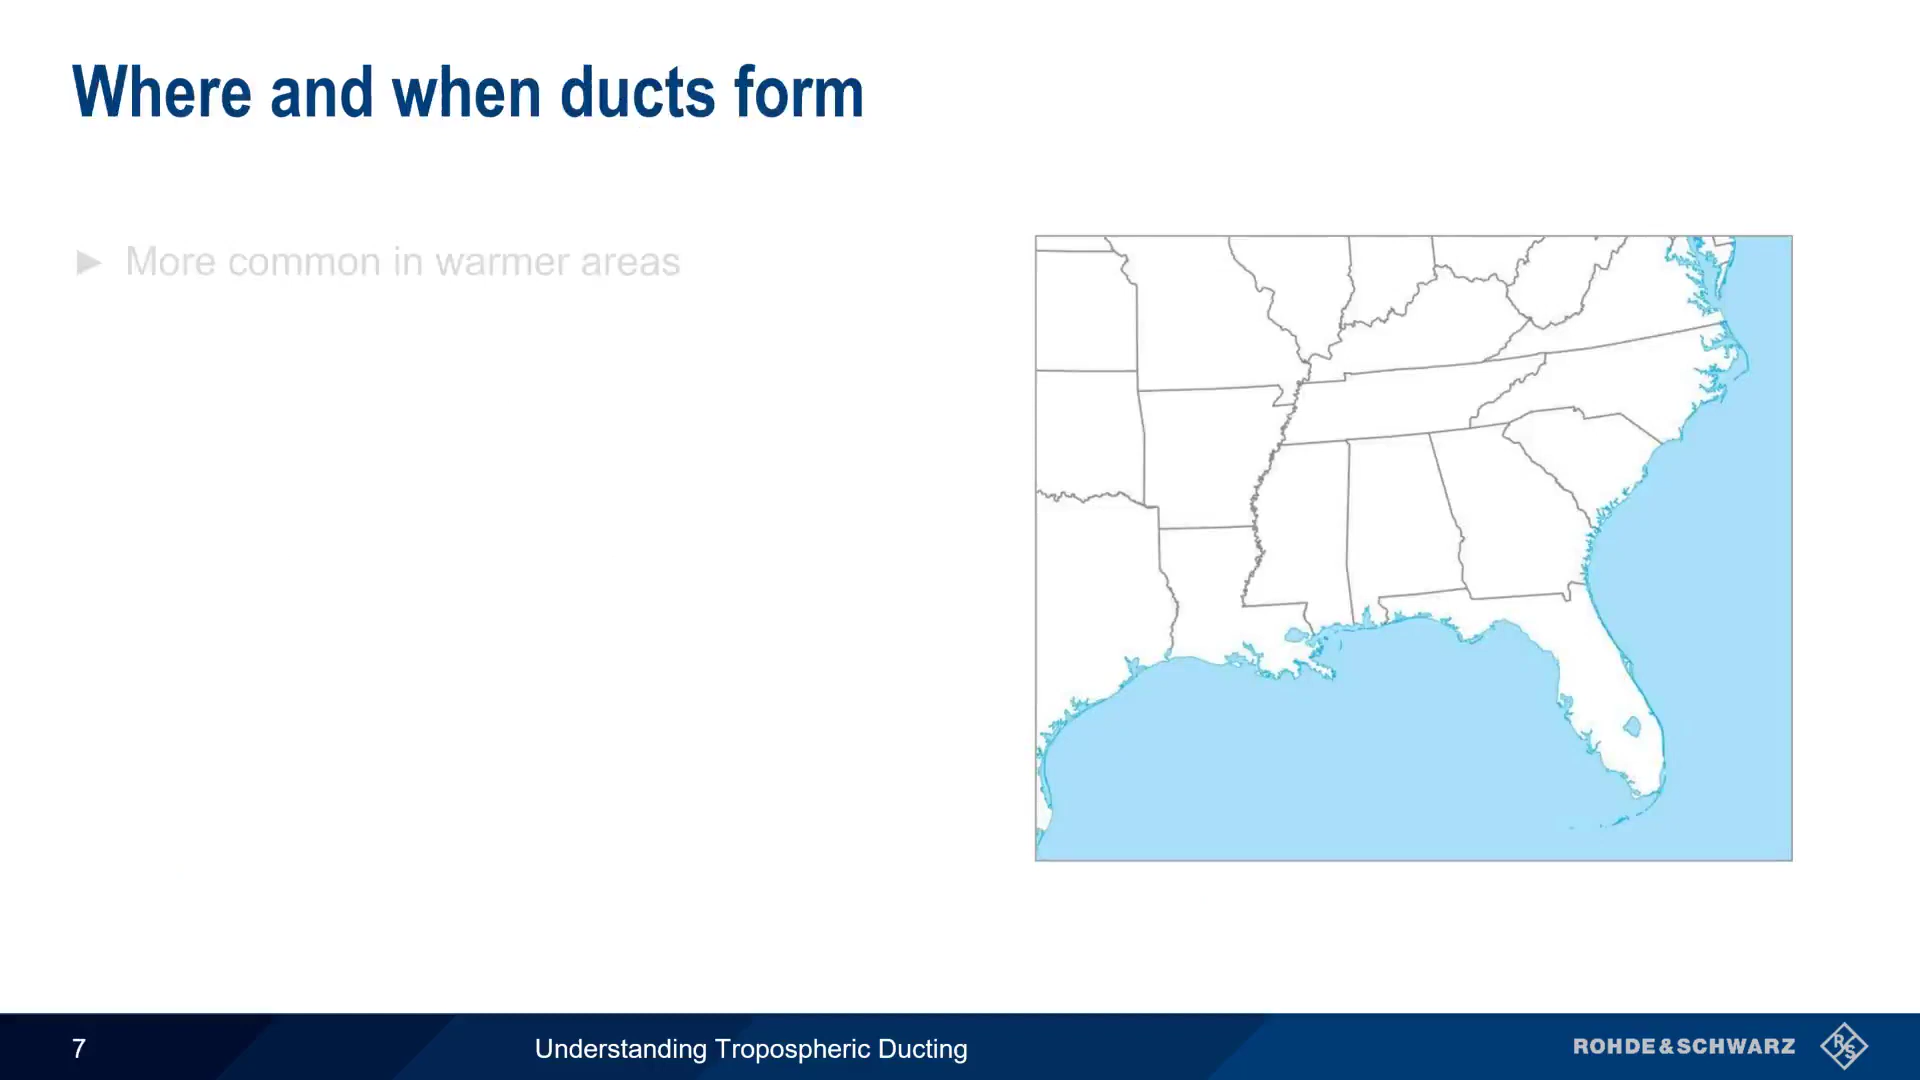 Where and when ducts form
► More common in warmer areas
7
Understanding Tropospheric Ducting
ROHDE&SCHWARZ
R S